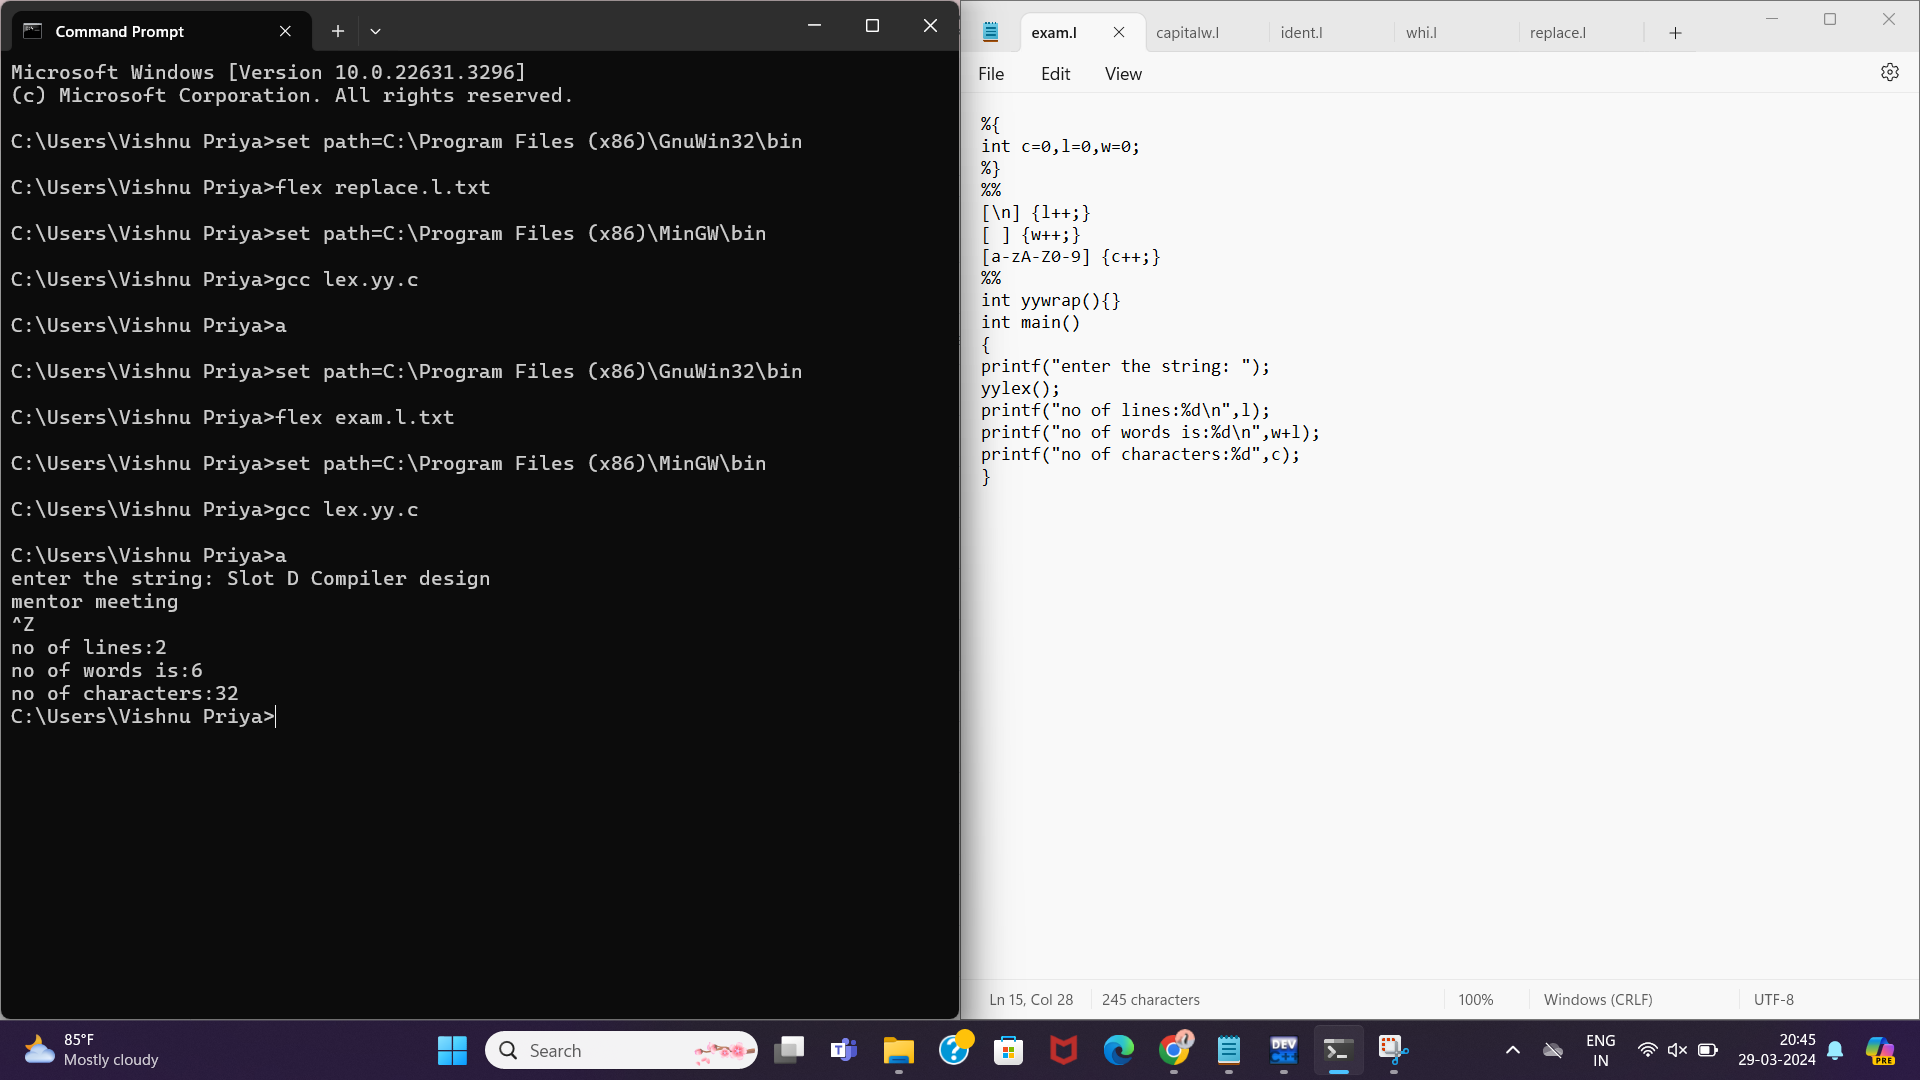 Command Prompt
Microsoft Windows [Version 10.0.22631.3296]
(c) Microsoft Corporation. All rights reserved.
C:\Users\Vishnu Priya>set path=C:\Program Files (x86)\GnuWin32\bin
C:\Users\Vishnu Priya>flex replace.l.txt
C:\Users\Vishnu Priya>set path=C:\Program Files (x86)\MinGW\bin
C:\Users\Vishnu Priya>gcc lex.yy.c
C:\Users\Vishnu Priya>a
C:\Users\Vishnu Priya>set path=C:\Program Files (x86)\GnuWin32\bin
C:\Users\Vishnu Priya>flex exam.l.txt
C:\Users\Vishnu Priya>set path=C:\Program Files (x86)\MinGW\bin
C:\Users\Vishnu Priya>gcc lex.yy.c
C:\Users\Vishnu Priya>a
enter the string: Slot D Compiler design
mentor meeting
^Z
no of lines:2
no of words is:6
no of characters:32
C:\Users\Vishnu Priya>
exam.l capitalw.l ident.l whi.l replace.l
File Edit View
%{
int c=0,l=0,w=0;
%}
%%
[\n] {l++;}
[ ] {w++;}
[a-zA-Z0-9] {c++;}
%%
int yywrap(){}
int main()
{
printf("enter the string: ");
yylex();
printf("no of lines:%d\n",l);
printf("no of words is:%d\n",w+l);
printf("no of characters:%d",c);
}
Ln 15, Col 28 245 characters 100% Windows (CRLF) UTF-8
85°F
Mostly cloudy
Search
DEV
PRE
ENG
IN
20:45
29-03-2024